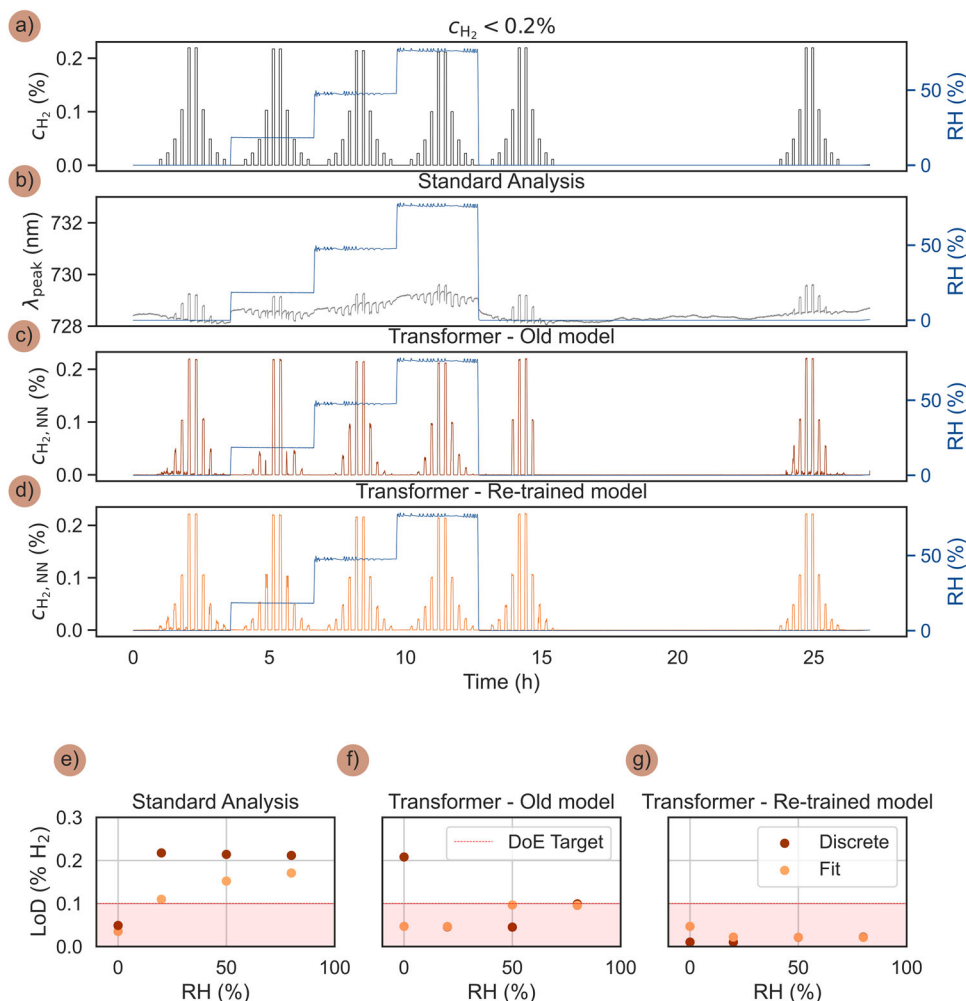 a)
c_H₂ < 0.2%
0.2
0.1
0.0
c_H₂ (%)
50
0
RH (%)
b)
Standard Analysis
732
730
728
λ_peak (nm)
50
0
RH (%)
c)
Transformer - Old model
0.2
0.1
0.0
c_H₂, NN (%)
50
0
RH (%)
d)
Transformer - Re-trained model
0.2
0.1
0.0
c_H₂, NN (%)
50
0
RH (%)
0 5 10 15 20 25
Time (h)
e) f) g)
Standard Analysis
0.3
0.2
0.1
0.0
LoD (% H₂)
0 50 100
RH (%)
Transformer - Old model
DoE Target
0 50 100
RH (%)
Transformer - Re-trained model
Discrete
Fit
0 50 100
RH (%)